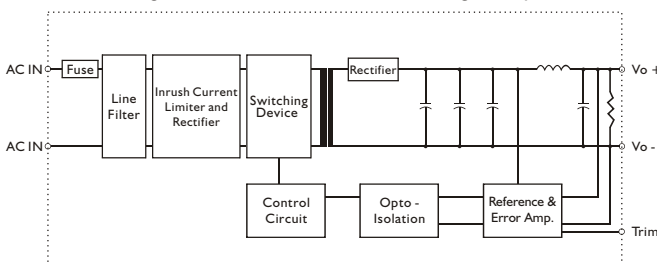 AC IN
Fuse
Line
Filter
Inrush Current
Limiter and
Rectifier
Switching
Device
Rectifier
Vo +
AC IN
Vo -
Control
Circuit
Opto -
Isolation
Reference &
Error Amp.
Trim